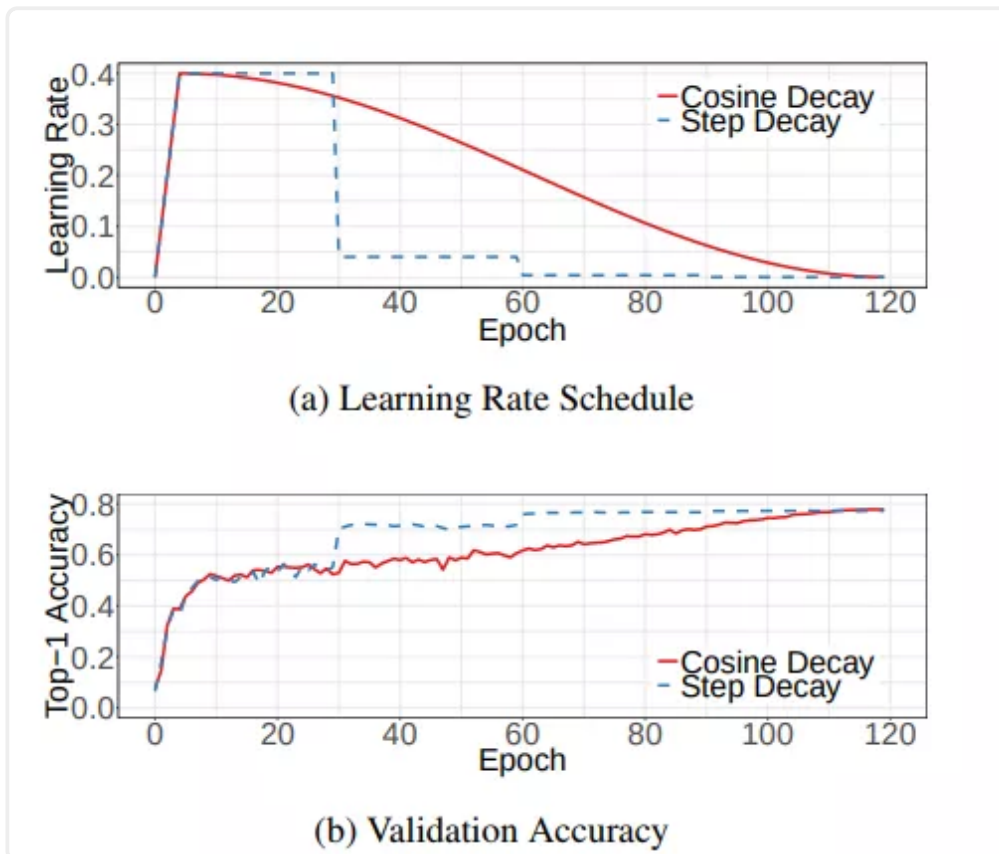 0.4
0.3
0.2
0.1
0.0
Learning Rate
Cosine Decay
Step Decay
0 20 40 60 80 100 120
Epoch
(a) Learning Rate Schedule
0.8
0.6
0.4
0.2
0.0
Top-1 Accuracy
Cosine Decay
Step Decay
0 20 40 60 80 100 120
Epoch
(b) Validation Accuracy